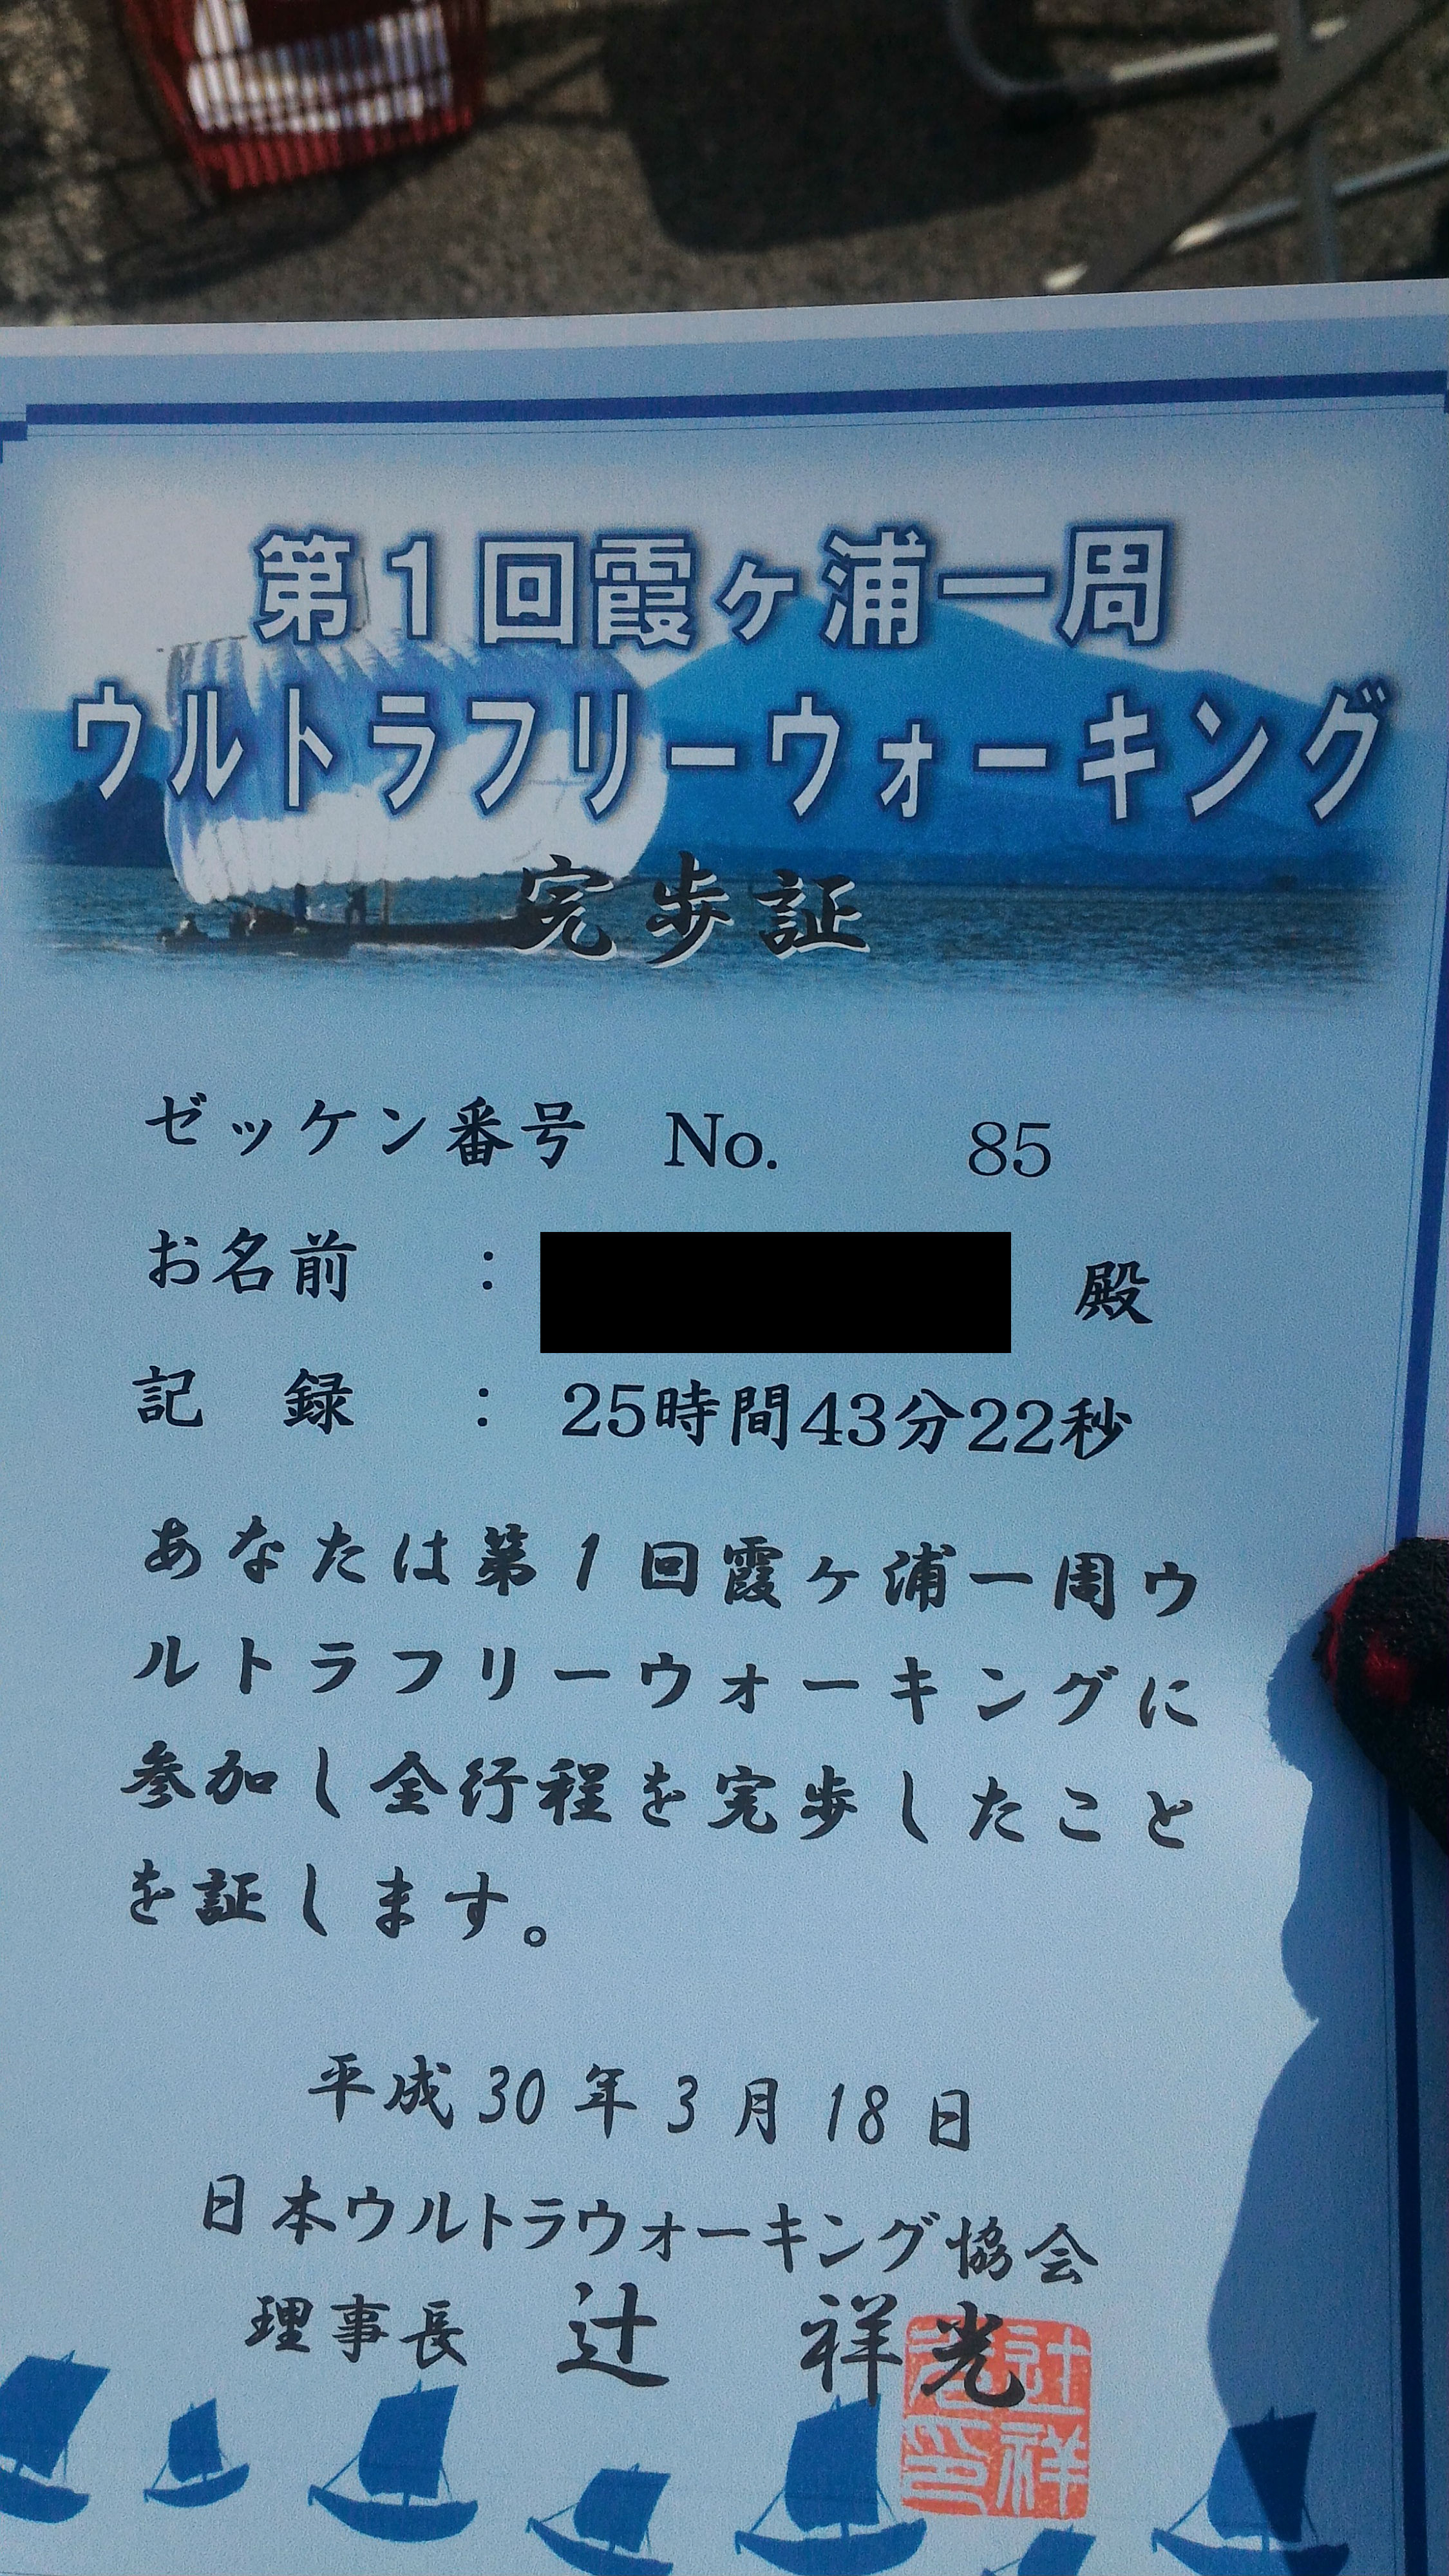 第1回霞ヶ浦一周
ウルトラフリーウォーキング
完歩証
ゼッケン番号 No. 85
お名前 : 殿
記 録 : 25時間43分22秒
あなたは第1回霞ヶ浦一周ウ
ルトラフリーウォーキングに
参加し全行程を完歩したこと
を証します。
平成30年3月18日
日本ウルトラウォーキング協会
理事長 辻 祥光